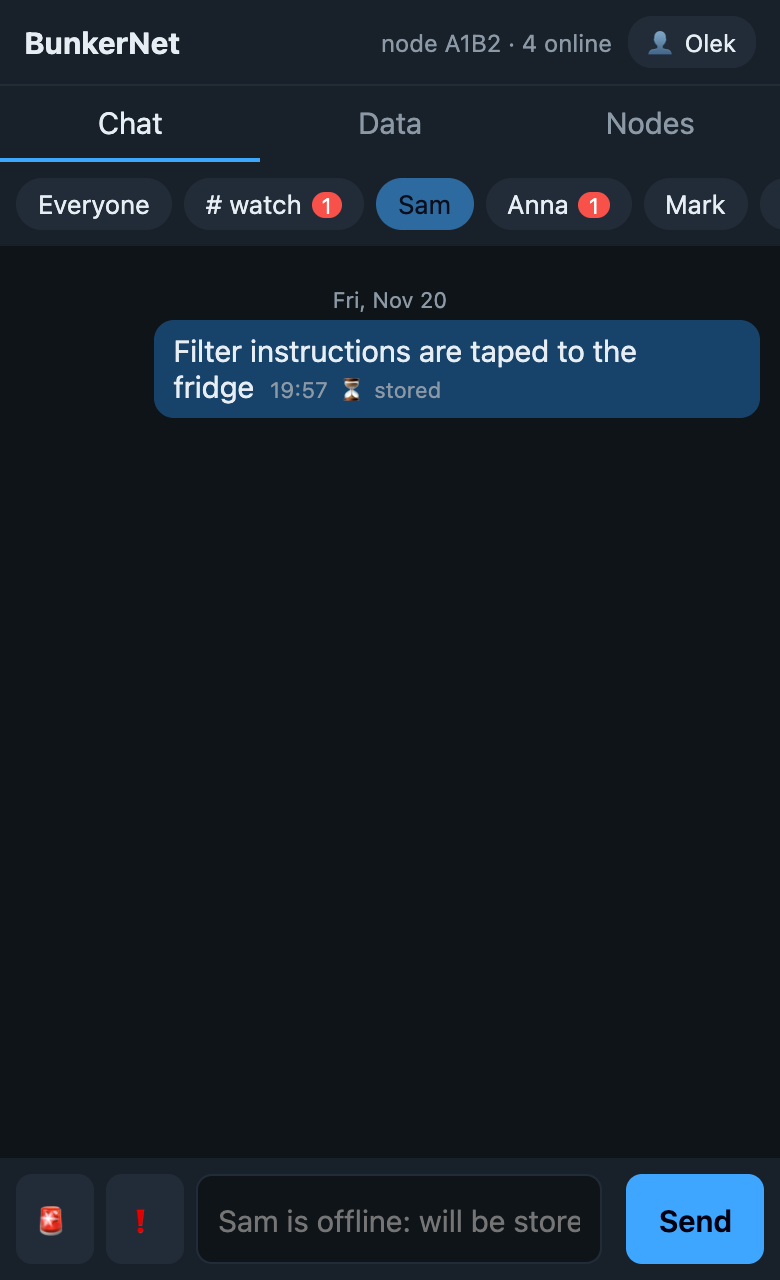 BunkerNet
node A1B2 · 4 online
👤 Olek
Chat
Data
Nodes
Everyone
# watch 1
Sam
Anna 1
Mark
Fri, Nov 20
Filter instructions are taped to the
fridge 19:57 ⏳ stored
🚨
❗
Sam is offline: will be store
Send